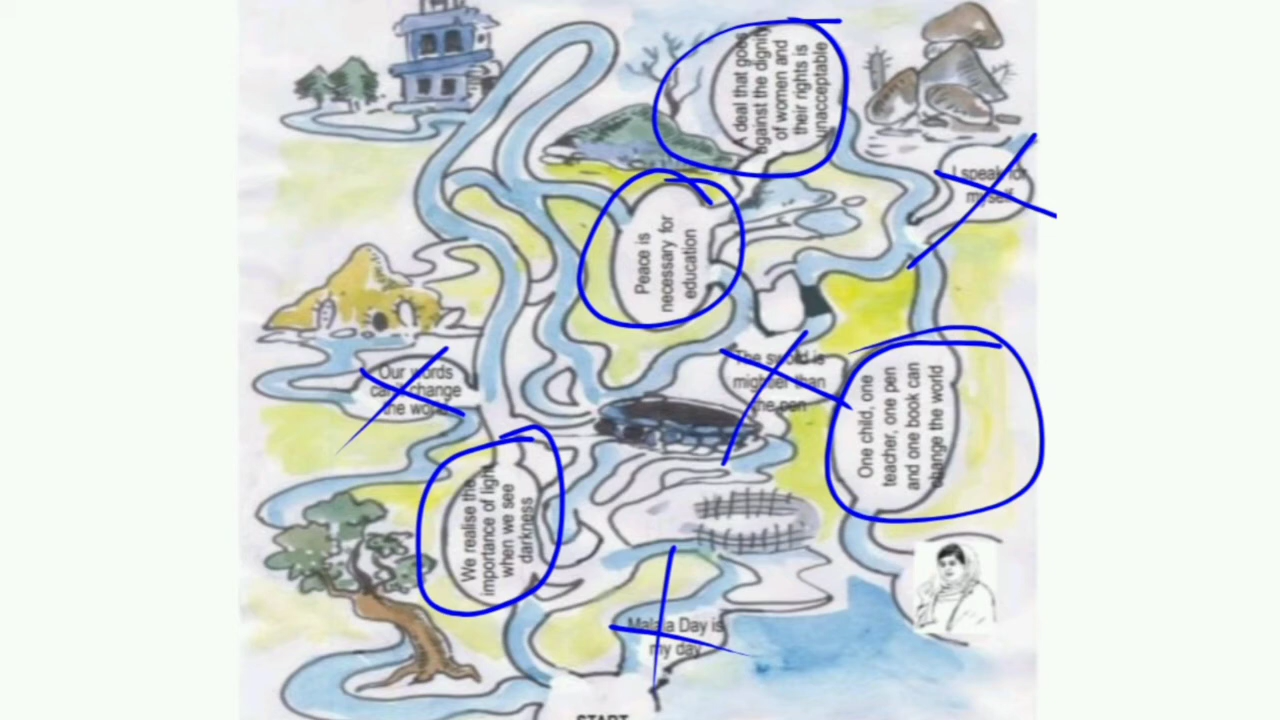 A deal that goes
against the dignity
of women and
their rights is
unacceptable
I speak for
myself
Peace is
necessary for
education
Our words
can't change
the world
The sword is
mightier than
the pen
One child, one
teacher, one pen
and one book can
change the world
We realise the
importance of light
when we see
darkness
Malala Day is
my day
START